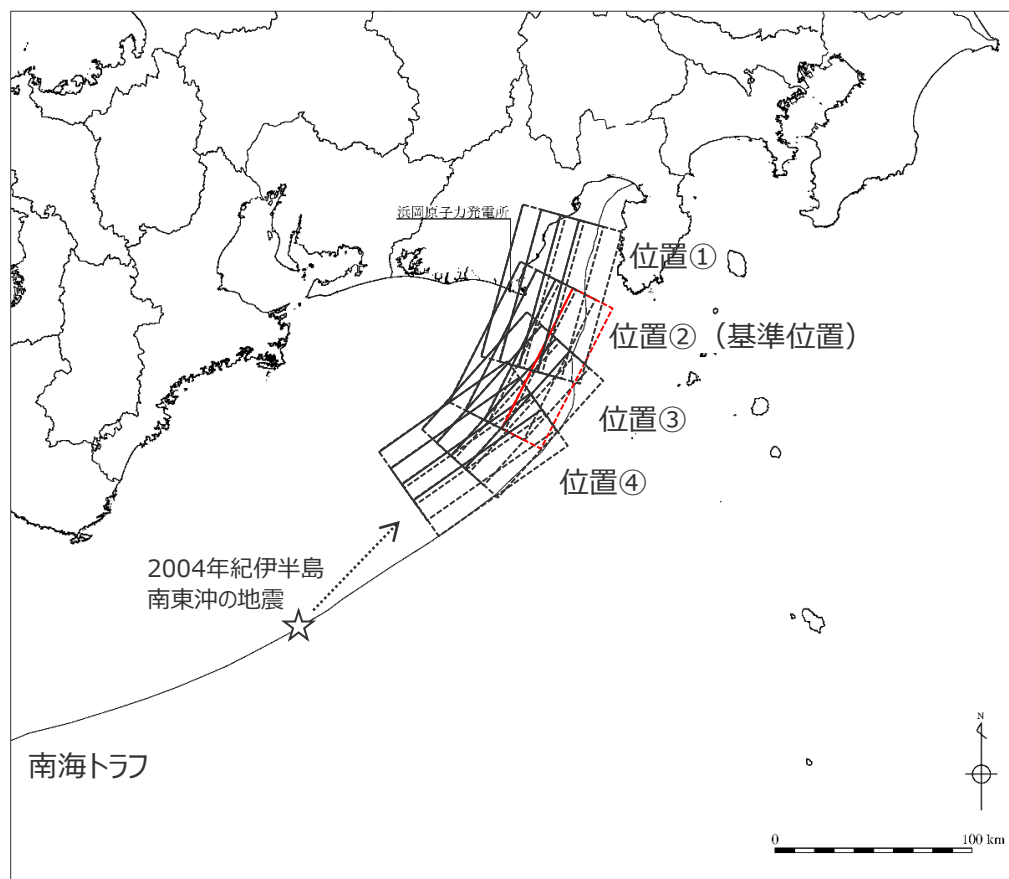 浜岡原子力発電所
位置①
位置②（基準位置）
位置③
位置④
2004年紀伊半島
南東沖の地震
南海トラフ
N
0 100 km